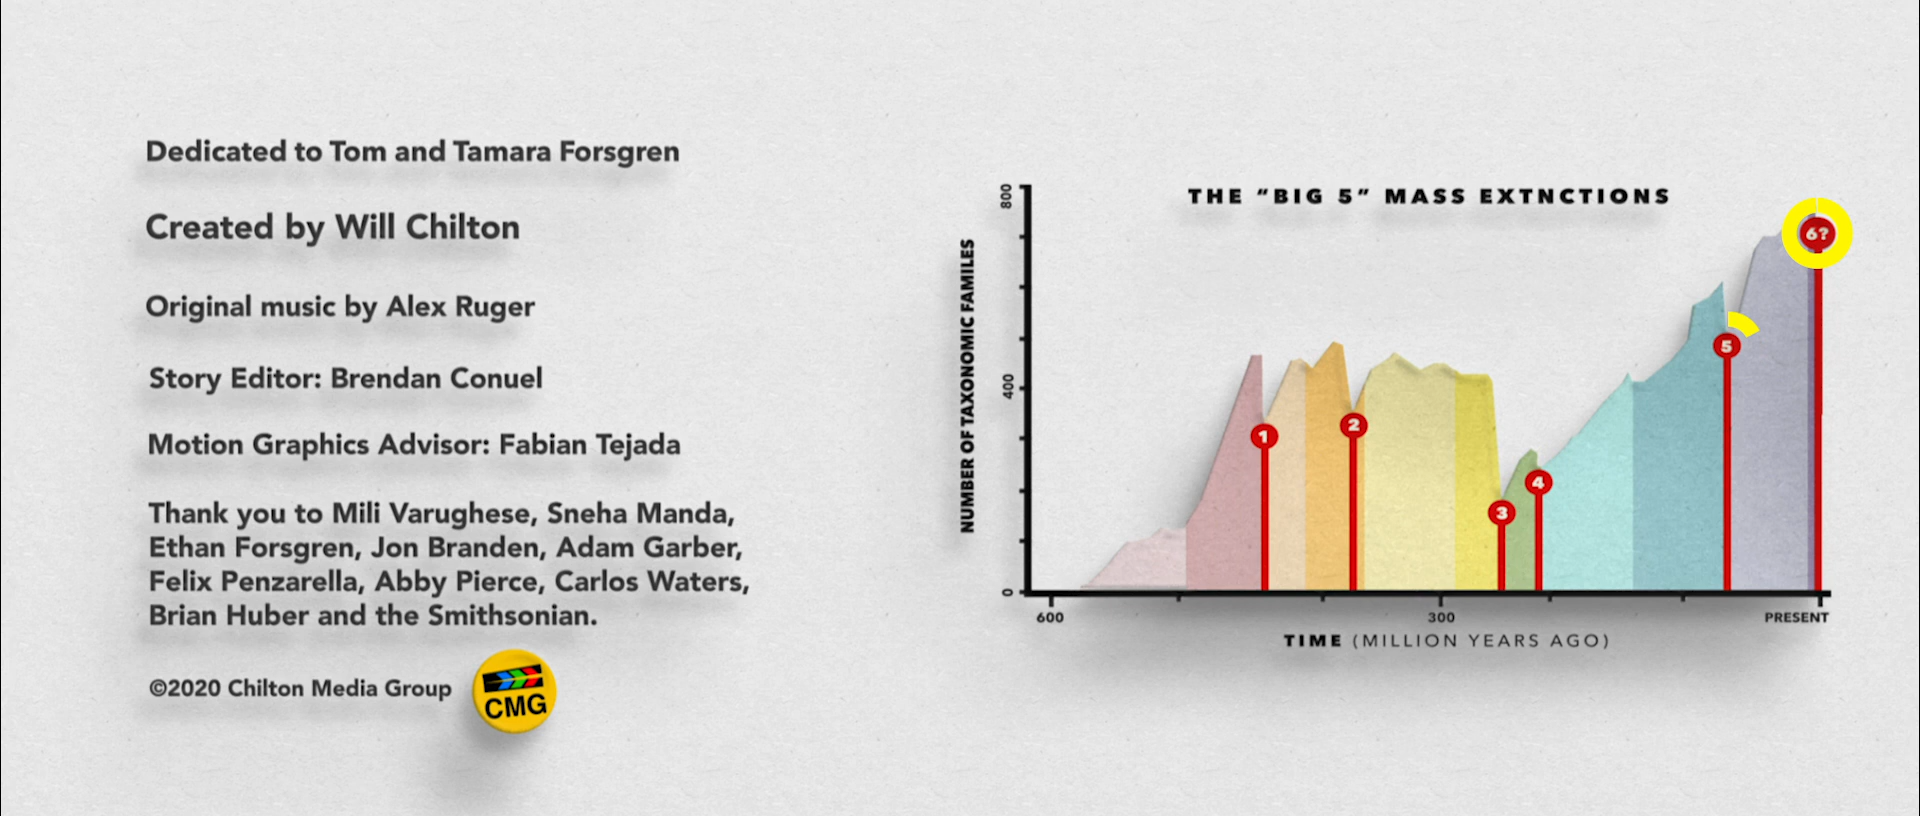 Dedicated to Tom and Tamara Forsgren
Created by Will Chilton
Original music by Alex Ruger
Story Editor: Brendan Conuel
Motion Graphics Advisor: Fabian Tejada
Thank you to Mili Varughese, Sneha Manda,
Ethan Forsgren, Jon Branden, Adam Garber,
Felix Penzarella, Abby Pierce, Carlos Waters,
Brian Huber and the Smithsonian.
©2020 Chilton Media Group
CMG
THE "BIG 5" MASS EXTNCTIONS
NUMBER OF TAXONOMIC FAMILES
800
400
0
1
2
3
4
5
6?
600
300
PRESENT
TIME (MILLION YEARS AGO)